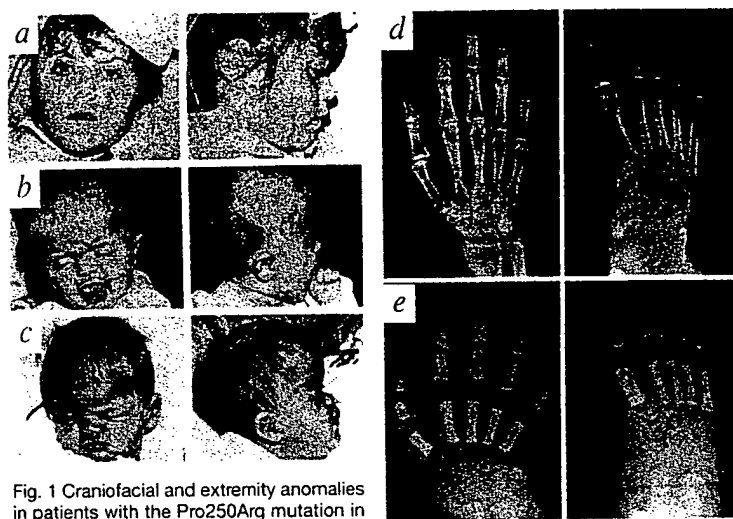 a
b
c
d
e
Fig. 1 Craniofacial and extremity anomalies
in patients with the Pro250Arg mutation in